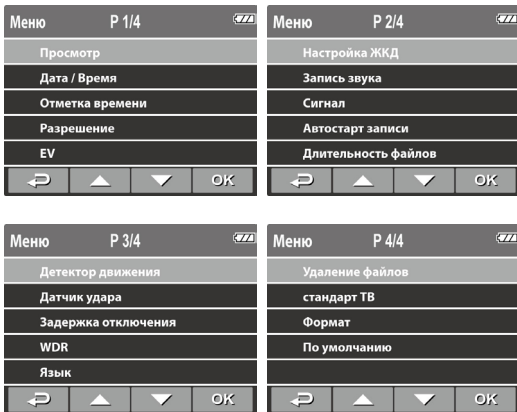 Меню P 1/4
Просмотр
Дата / Время
Отметка времени
Разрешение
EV
OK
Меню P 2/4
Настройка ЖКД
Запись звука
Сигнал
Автостарт записи
Длительность файлов
OK
Меню P 3/4
Детектор движения
Датчик удара
Задержка отключения
WDR
Язык
OK
Меню P 4/4
Удаление файлов
стандарт ТВ
Формат
По умолчанию
OK